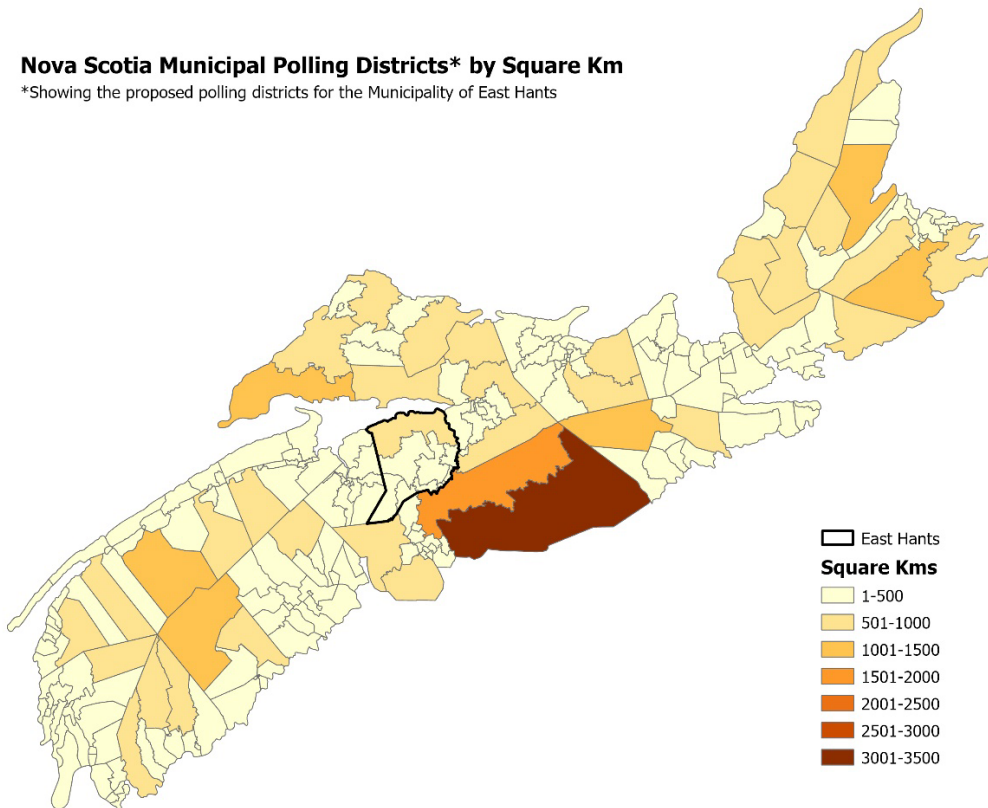 Nova Scotia Municipal Polling Districts* by Square Km
*Showing the proposed polling districts for the Municipality of East Hants
East Hants
Square Kms
1-500
501-1000
1001-1500
1501-2000
2001-2500
2501-3000
3001-3500